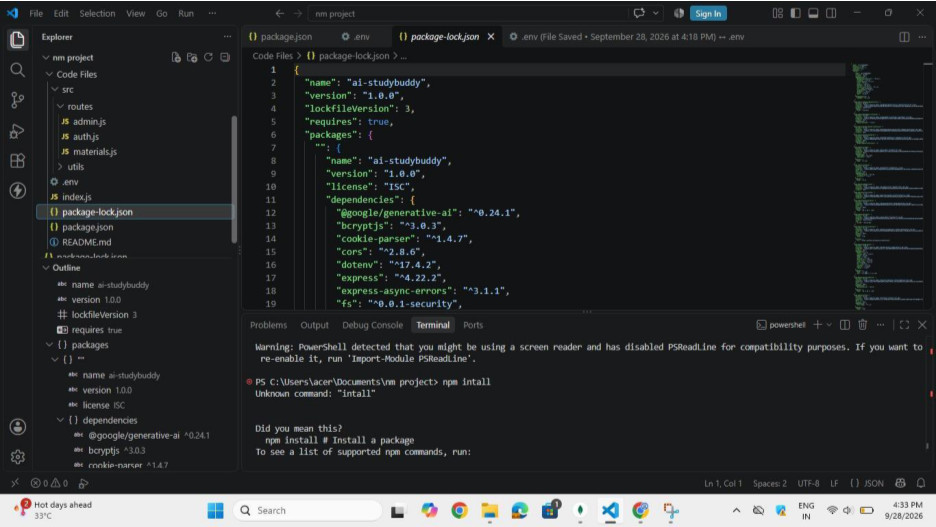 File Edit Selection View Go Run ...
nm project
Sign In
Explorer
nm project
Code Files
src
routes
JS admin.js
JS auth.js
JS materials.js
utils
.env
JS index.js
{} package-lock.json
{} package.json
README.md
{} package-lock.json
Outline
abc name ai-studybuddy
abc version 1.0.0
lockfileVersion 3
requires true
{} packages
{} ""
abc name ai-studybuddy
abc version 1.0.0
abc license ISC
{} dependencies
abc @google/generative-ai ^0.24.1
abc bcryptjs ^3.0.3
abc cookie-parser ^1.4.7
{} package.json
.env
{} package-lock.json
.env (File Saved • September 28, 2026 at 4:18 PM) ↔ .env
Code Files > {} package-lock.json > ...
1 {
2 "name": "ai-studybuddy",
3 "version": "1.0.0",
4 "lockfileVersion": 3,
5 "requires": true,
6 "packages": {
7 "": {
8 "name": "ai-studybuddy",
9 "version": "1.0.0",
10 "license": "ISC",
11 "dependencies": {
12 "@google/generative-ai": "^0.24.1",
13 "bcryptjs": "^3.0.3",
14 "cookie-parser": "^1.4.7",
15 "cors": "^2.8.6",
16 "dotenv": "^17.4.2",
17 "express": "^4.22.2",
18 "express-async-errors": "^3.1.1",
19 "fs": "^0.0.1-security",
Problems Output Debug Console Terminal Ports
powershell
Warning: PowerShell detected that you might be using a screen reader and has disabled PSReadLine for compatibility purposes. If you want to
re-enable it, run 'Import-Module PSReadLine'.
PS C:\Users\acer\Documents\nm project> npm intall
Unknown command: "intall"
Did you mean this?
npm install # Install a package
To see a list of supported npm commands, run:
0 0
Ln 1, Col 1 Spaces: 2 UTF-8 LF {} JSON
2
Hot days ahead
33°C
Search
1
ENG
IN
4:33 PM
9/28/2026